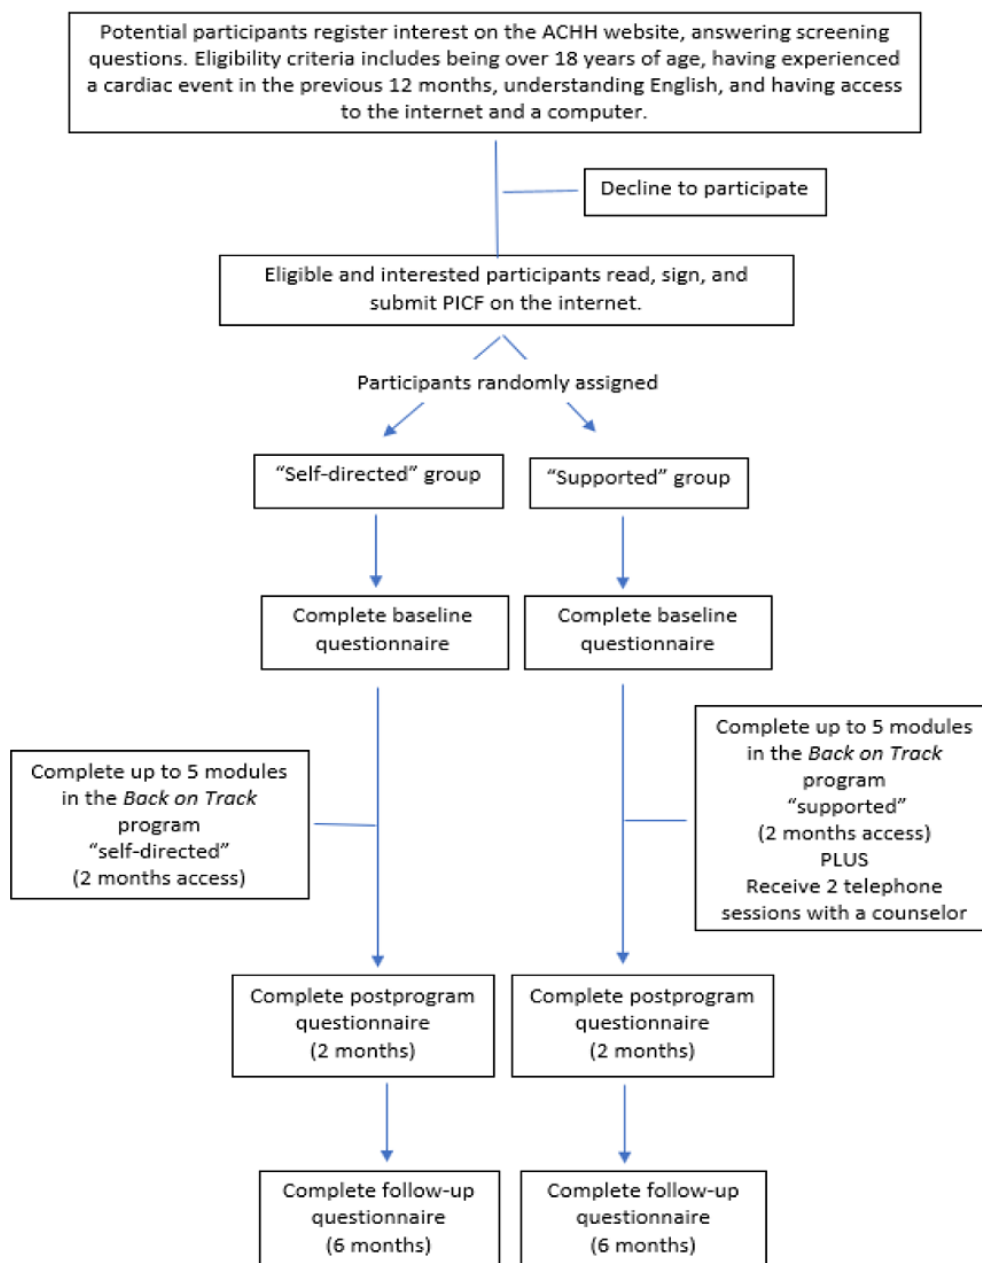 Potential participants register interest on the ACHH website, answering screening
questions. Eligibility criteria includes being over 18 years of age, having experienced
a cardiac event in the previous 12 months, understanding English, and having access
to the internet and a computer.
Decline to participate
Eligible and interested participants read, sign, and
submit PICF on the internet.
Participants randomly assigned
“Self-directed” group
“Supported” group
Complete baseline
questionnaire
Complete baseline
questionnaire
Complete up to 5 modules
in the Back on Track
program
“self-directed”
(2 months access)
Complete up to 5 modules
in the Back on Track
program
“supported”
(2 months access)
PLUS
Receive 2 telephone
sessions with a counselor
Complete postprogram
questionnaire
(2 months)
Complete postprogram
questionnaire
(2 months)
Complete follow-up
questionnaire
(6 months)
Complete follow-up
questionnaire
(6 months)